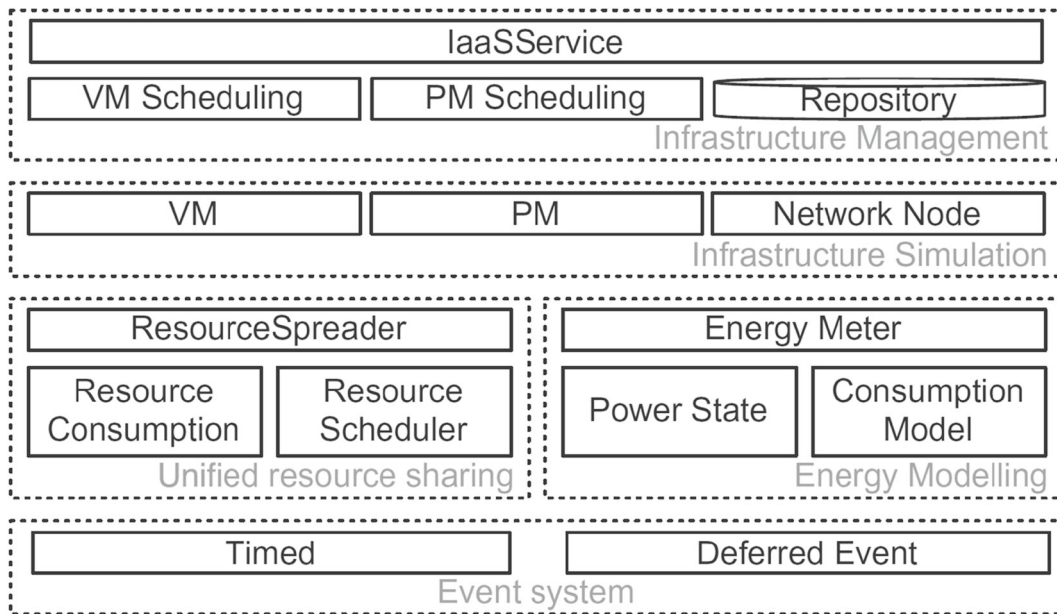 IaaSService
VM Scheduling
PM Scheduling
Repository
Infrastructure Management
VM
PM
Network Node
Infrastructure Simulation
ResourceSpreader
Resource
Consumption
Resource
Scheduler
Unified resource sharing
Energy Meter
Power State
Consumption
Model
Energy Modelling
Timed
Deferred Event
Event system